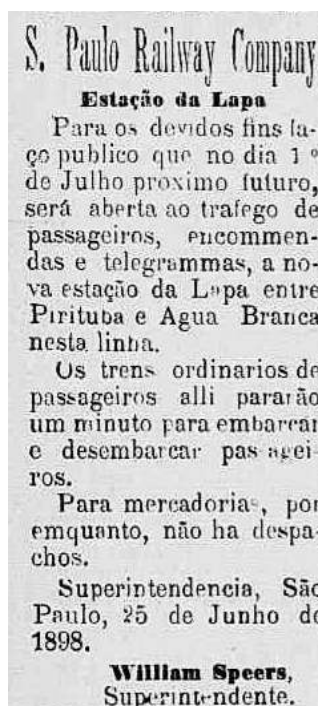 S. Paulo Railway Company
Estação da Lapa
Para os devidos fins fa-
ço publico que no dia 1º
de Julho proximo futuro,
será aberta ao trafego de
passageiros, encommen-
das e telegrammas, a no-
va estação da Lapa entre
Pirituba e Agua Branca
nesta linha.
Os trens ordinarios de
passageiros alli pararão
um minuto para embarcar
e desembarcar passagei-
ros.
Para mercadorias, por
emquanto, não ha despa-
chos.
Superintendencia, São
Paulo, 25 de Junho de
1898.
William Speers,
Superintendente.